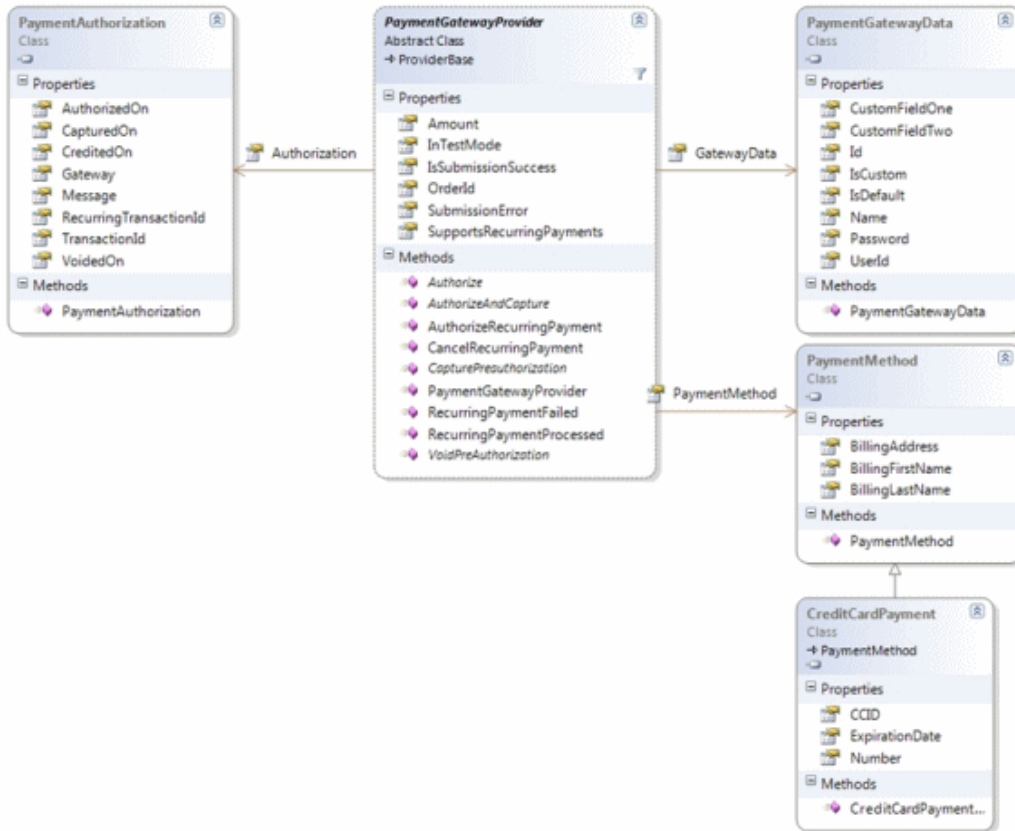 PaymentAuthorization
Class
Properties
AuthorizedOn
CapturedOn
CreditedOn
Gateway
Message
RecurringTransactionId
TransactionId
VoidedOn
Methods
PaymentAuthorization
Authorization
PaymentGatewayProvider
Abstract Class
ProviderBase
Properties
Amount
InTestMode
IsSubmissionSuccess
OrderId
SubmissionError
SupportsRecurringPayments
Methods
Authorize
AuthorizeAndCapture
AuthorizeRecurringPayment
CancelRecurringPayment
CapturePreauthorization
PaymentGatewayProvider
RecurringPaymentFailed
RecurringPaymentProcessed
VoidPreAuthorization
GatewayData
PaymentMethod
PaymentGatewayData
Class
Properties
CustomFieldOne
CustomFieldTwo
Id
IsCustom
IsDefault
Name
Password
UserId
Methods
PaymentGatewayData
PaymentMethod
Class
Properties
BillingAddress
BillingFirstName
BillingLastName
Methods
PaymentMethod
CreditCardPayment
Class
PaymentMethod
Properties
CCID
ExpirationDate
Number
Methods
CreditCardPayment...